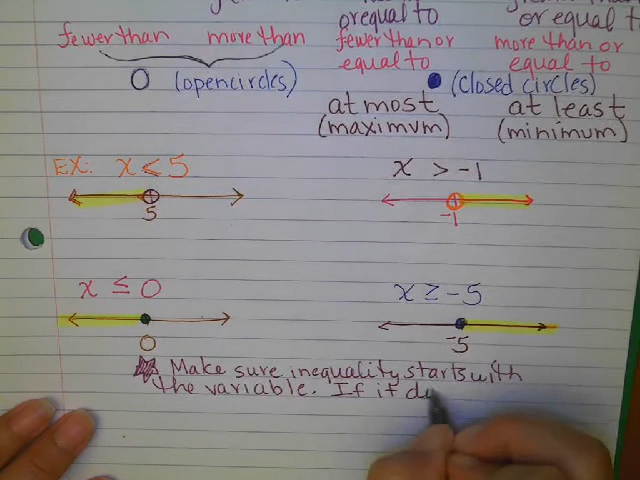 or equal to
or equal t
fewer than more than fewer than or more than or
equal to equal to
(open circles) (closed circles)
at most at least
(maximum) (minimum)
EX: x < 5 x > -1
5 -1
x ≤ 0 x ≥ -5
0 -5
Make sure inequality starts with
the variable. If it du